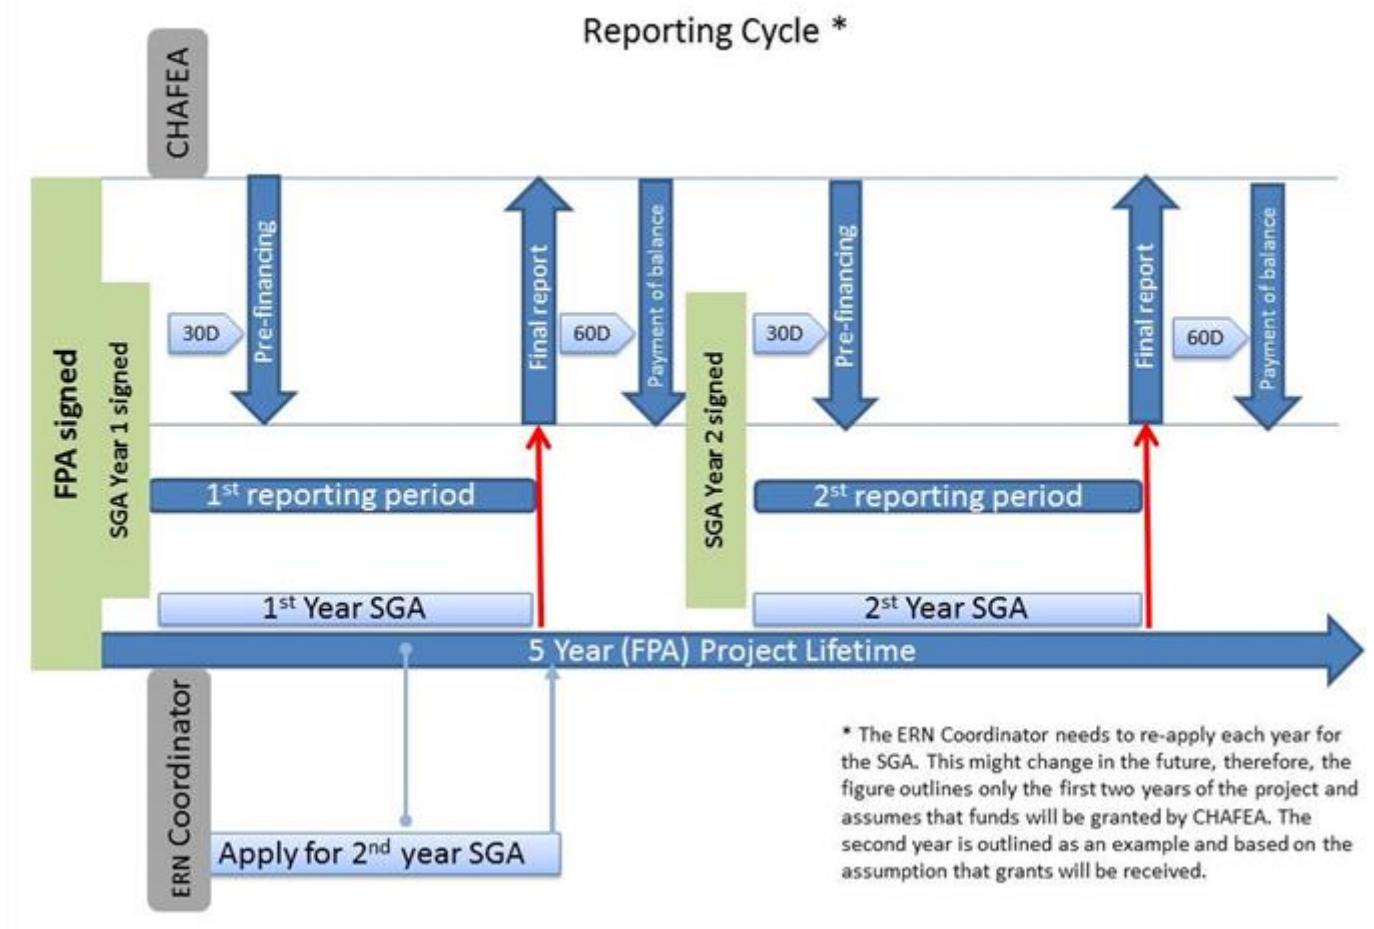 Reporting Cycle *
CHAFEA
FPA signed
SGA Year 1 signed
30D
Pre-financing
Final report
60D
Payment of balance
SGA Year 2 signed
30D
Pre-financing
Final report
60D
Payment of balance
1st reporting period
2st reporting period
1st Year SGA
2st Year SGA
5 Year (FPA) Project Lifetime
ERN Coordinator
Apply for 2nd year SGA
* The ERN Coordinator needs to re-apply each year for
the SGA. This might change in the future, therefore, the
figure outlines only the first two years of the project and
assumes that funds will be granted by CHAFEA. The
second year is outlined as an example and based on the
assumption that grants will be received.